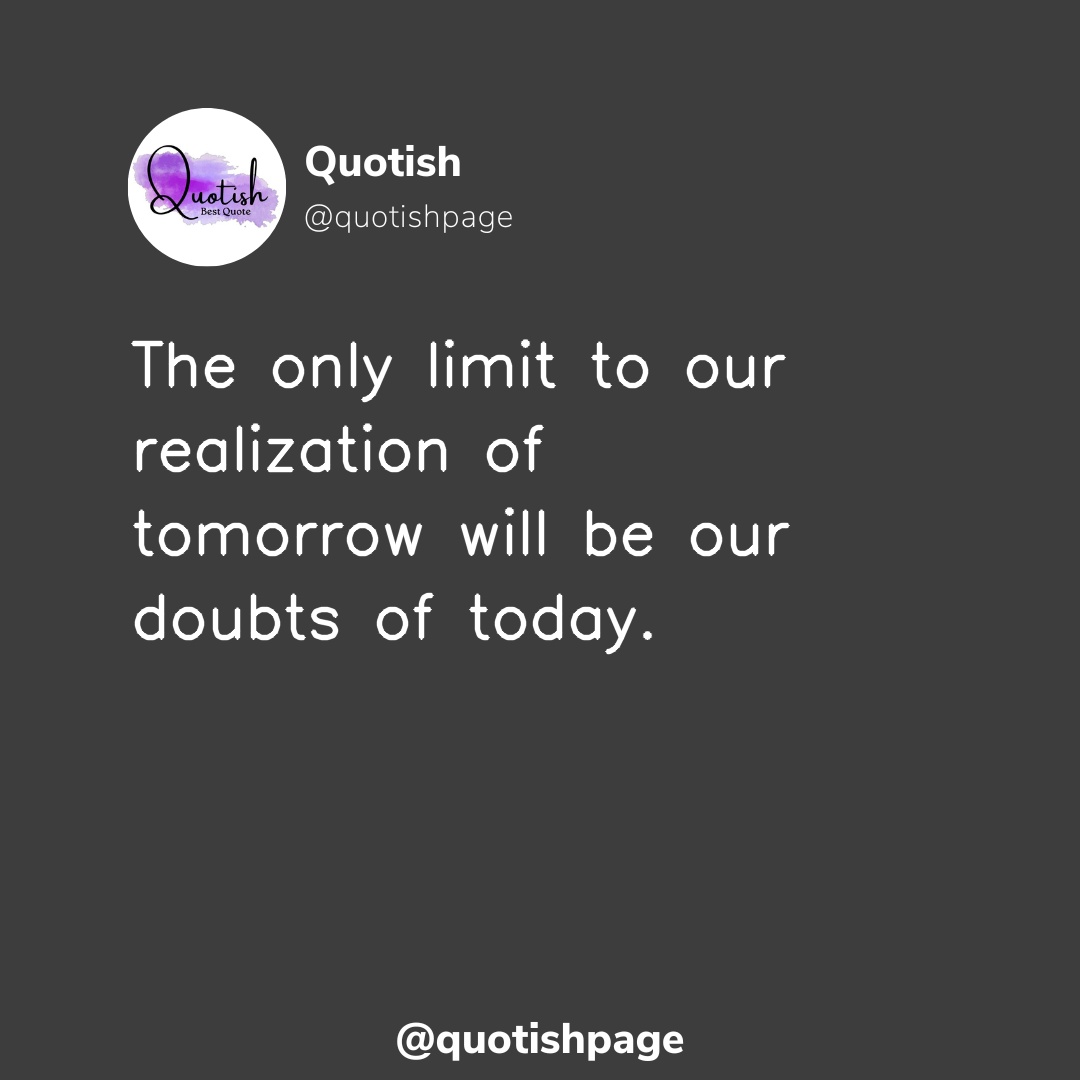 Quotish
Best Quote
Quotish
@quotishpage
The only limit to our
realization of
tomorrow will be our
doubts of today.
@quotishpage